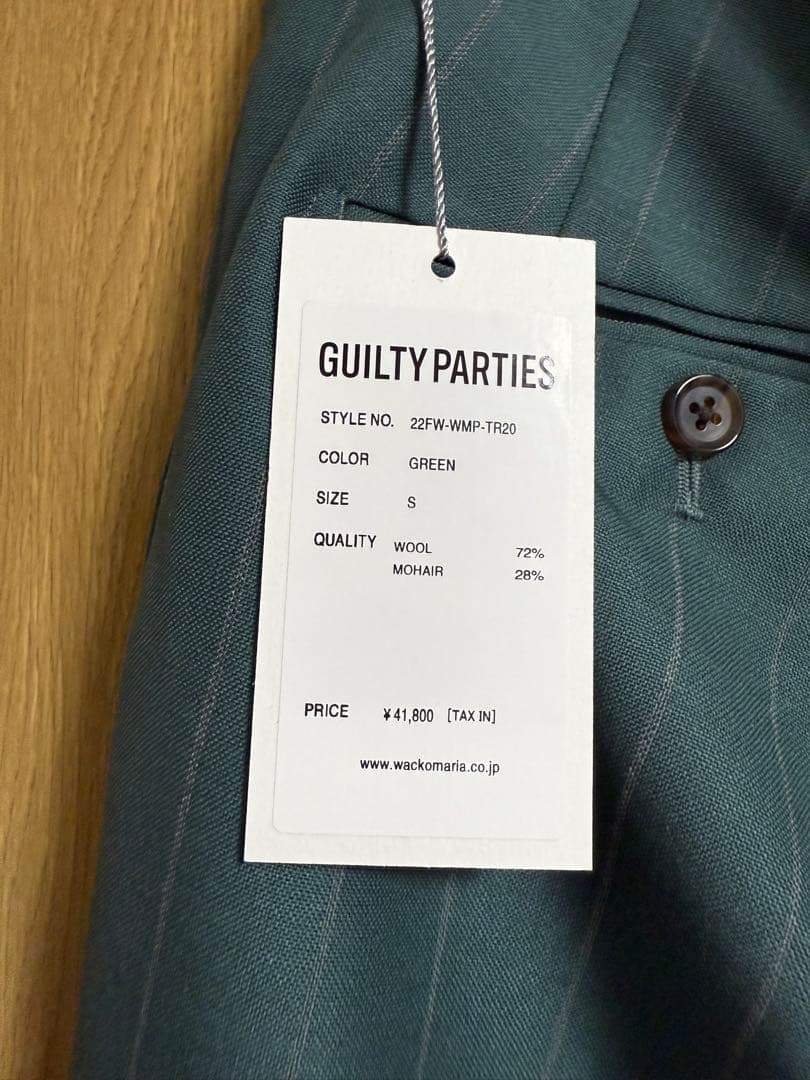 GUILTY PARTIES
STYLE NO. 22FW-WMP-TR20
COLOR GREEN
SIZE S
QUALITY WOOL 72%
MOHAIR 28%
PRICE ¥41,800 [TAX IN]
www.wackomaria.co.jp